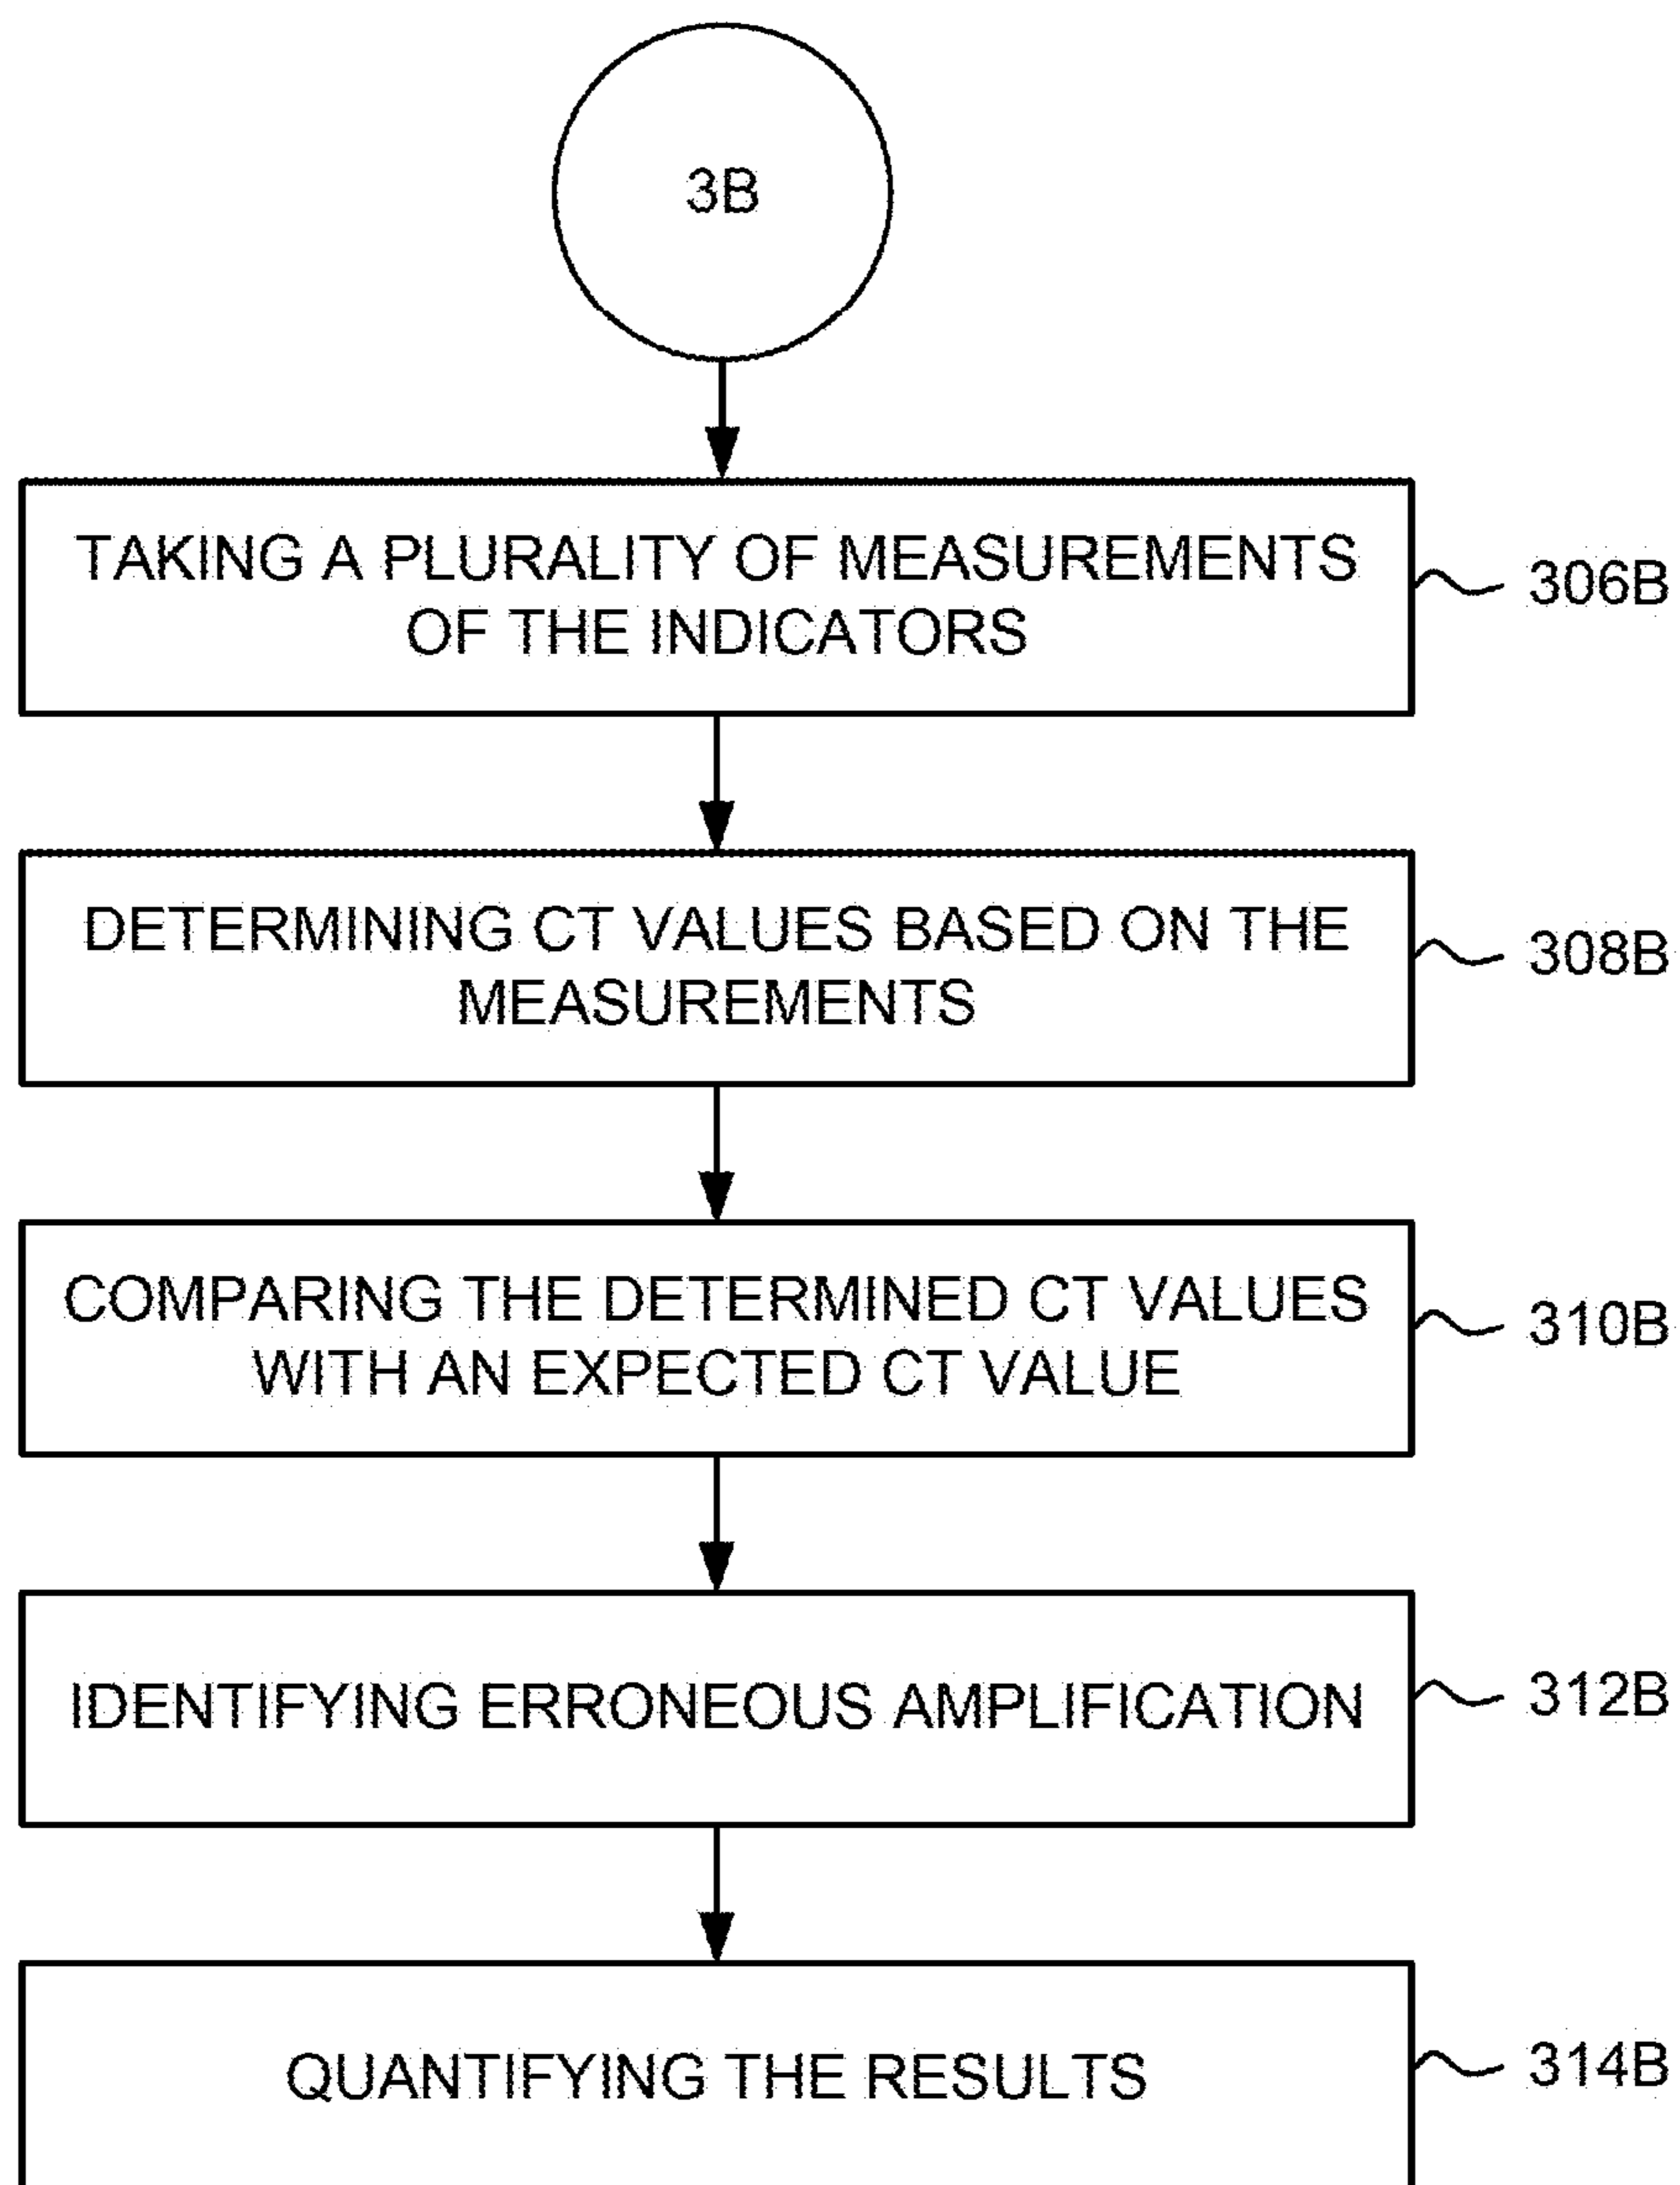 3B
TAKING A PLURALITY OF MEASUREMENTS
OF THE INDICATORS
306B
DETERMINING CT VALUES BASED ON THE
MEASUREMENTS
308B
COMPARING THE DETERMINED CT VALUES
WITH AN EXPECTED CT VALUE
310B
IDENTIFYING ERRONEOUS AMPLIFICATION
312B
QUANTIFYING THE RESULTS
314B